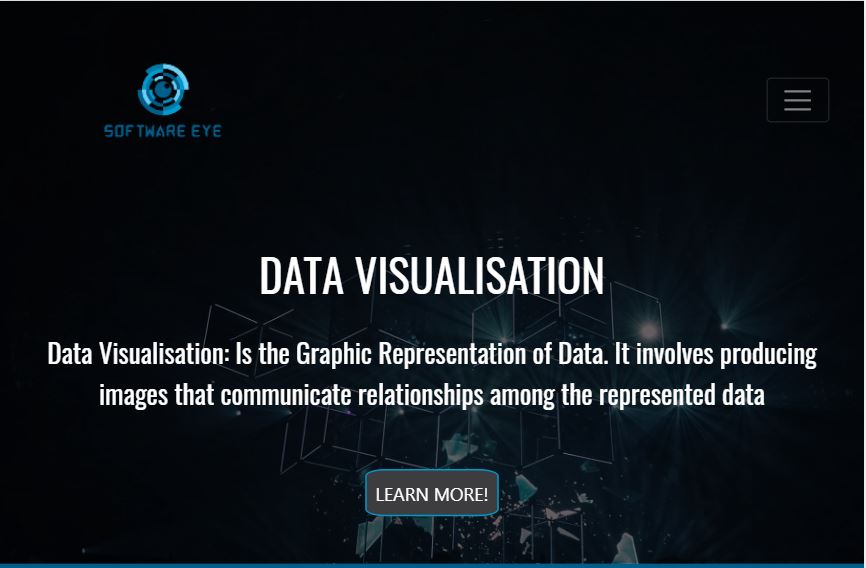 SOFTWARE EYE
DATA VISUALISATION
Data Visualisation: Is the Graphic Representation of Data. It involves producing
images that communicate relationships among the represented data
LEARN MORE!